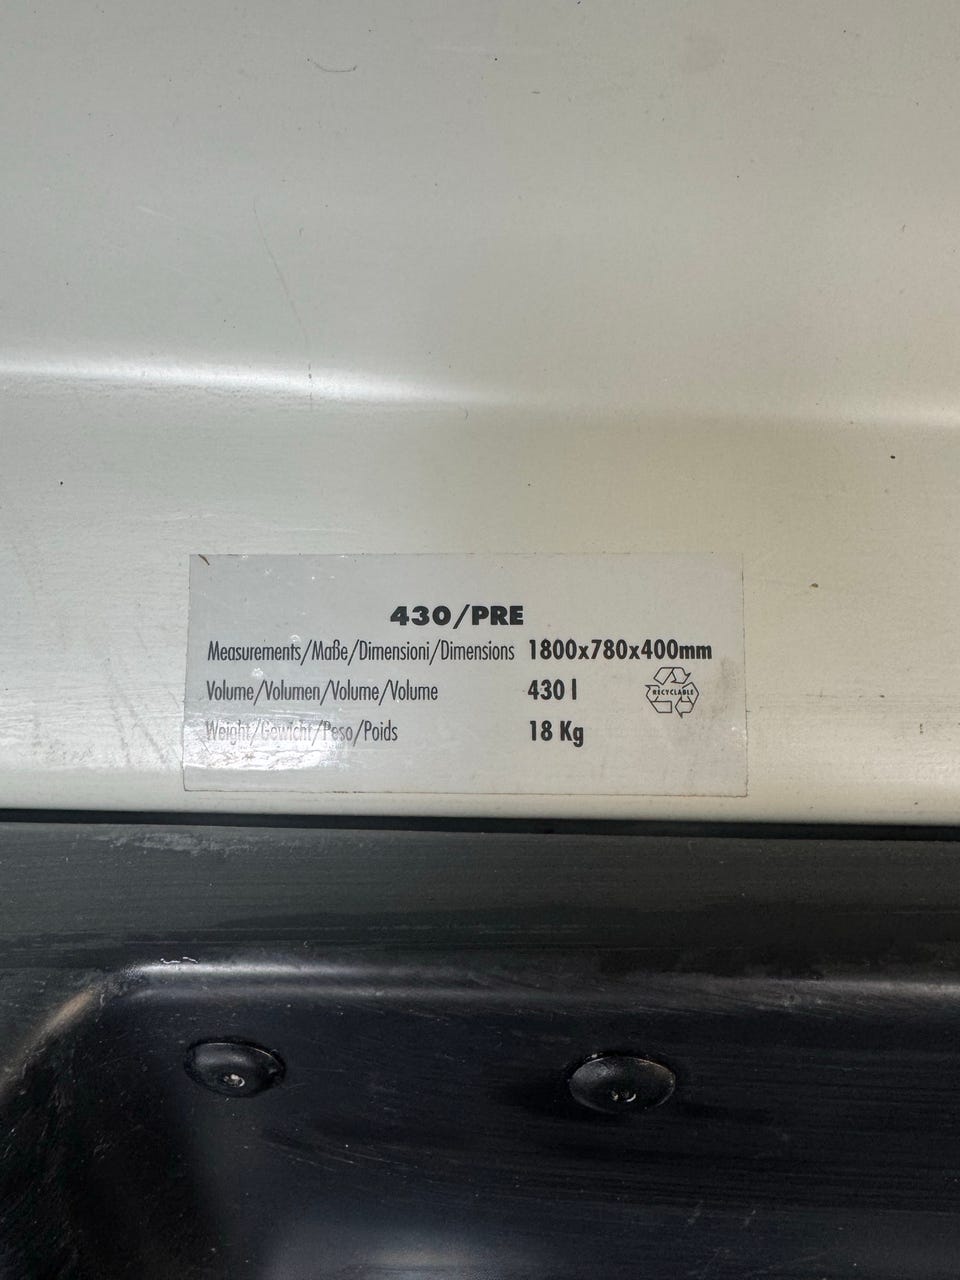 430/PRE
Measurements/Maße/Dimensioni/Dimensions 1800x780x400mm
Volume/Volumen/Volume/Volume 430 l
RECYCLABLE
Weight/Gewicht/Peso/Poids 18 Kg